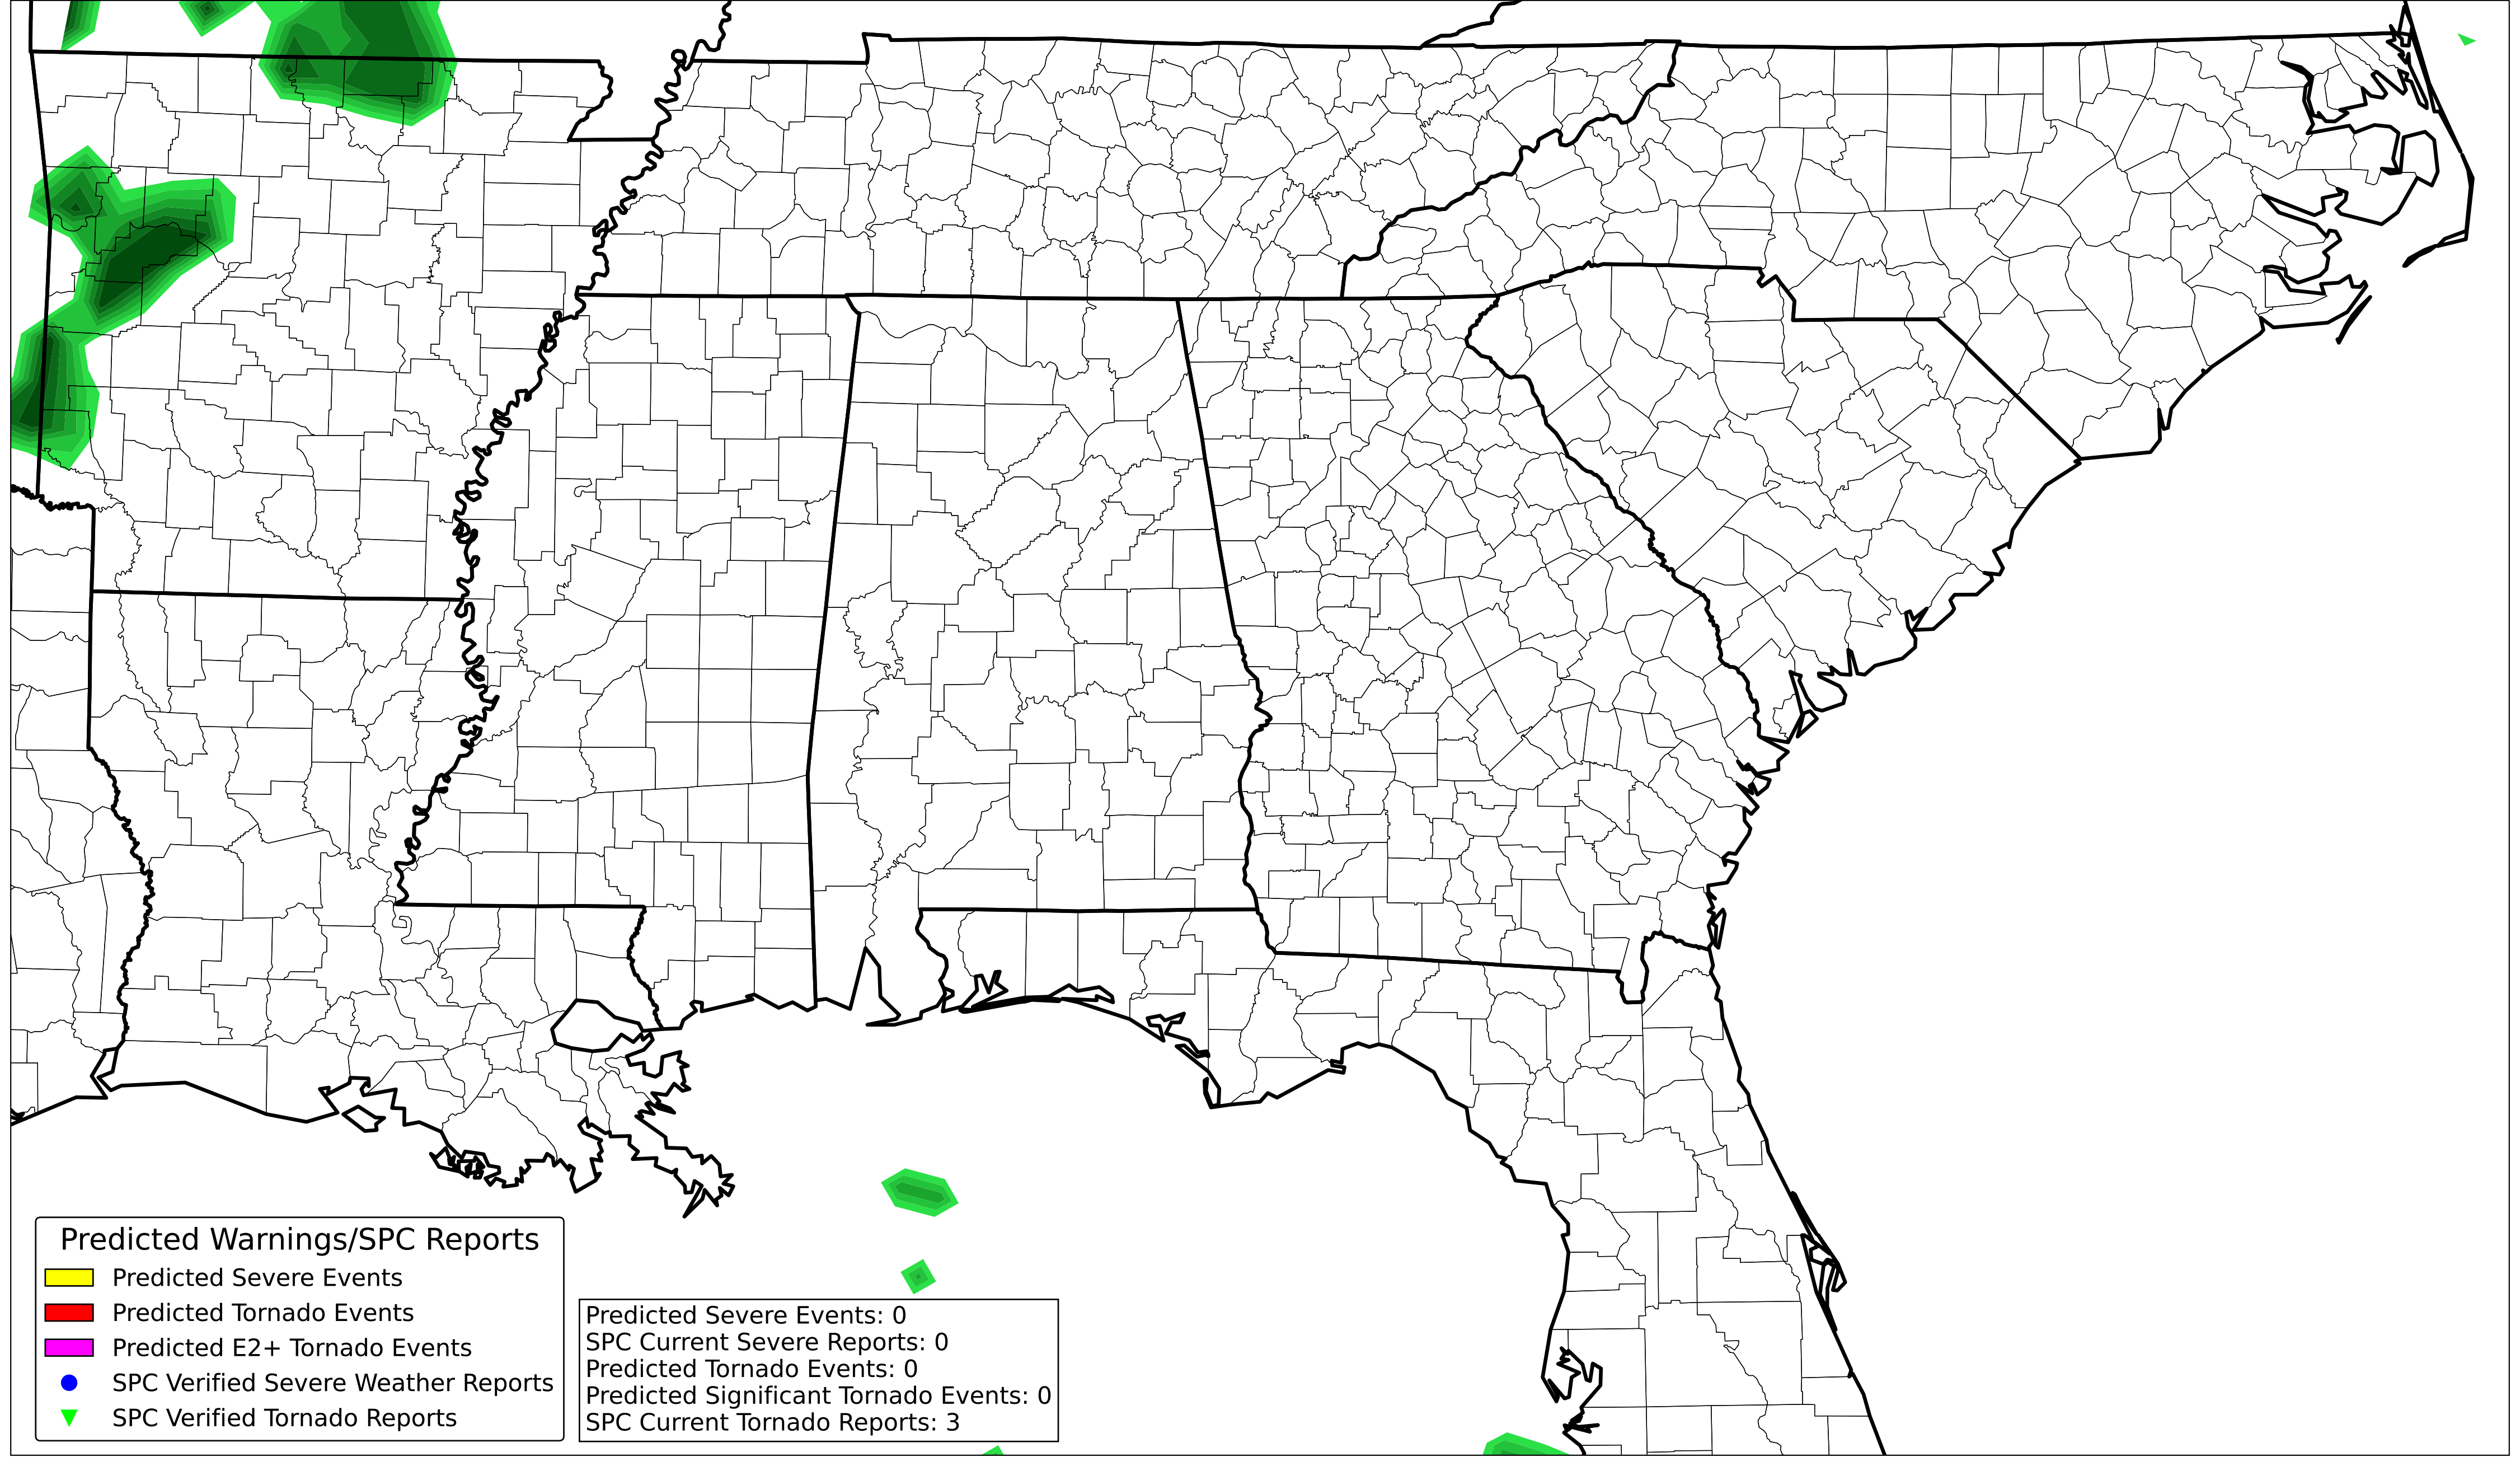 Predicted Warnings/SPC Reports
Predicted Severe Events
Predicted Tornado Events
Predicted E2+ Tornado Events
SPC Verified Severe Weather Reports
SPC Verified Tornado Reports
Predicted Severe Events: 0
SPC Current Severe Reports: 0
Predicted Tornado Events: 0
Predicted Significant Tornado Events: 0
SPC Current Tornado Reports: 3